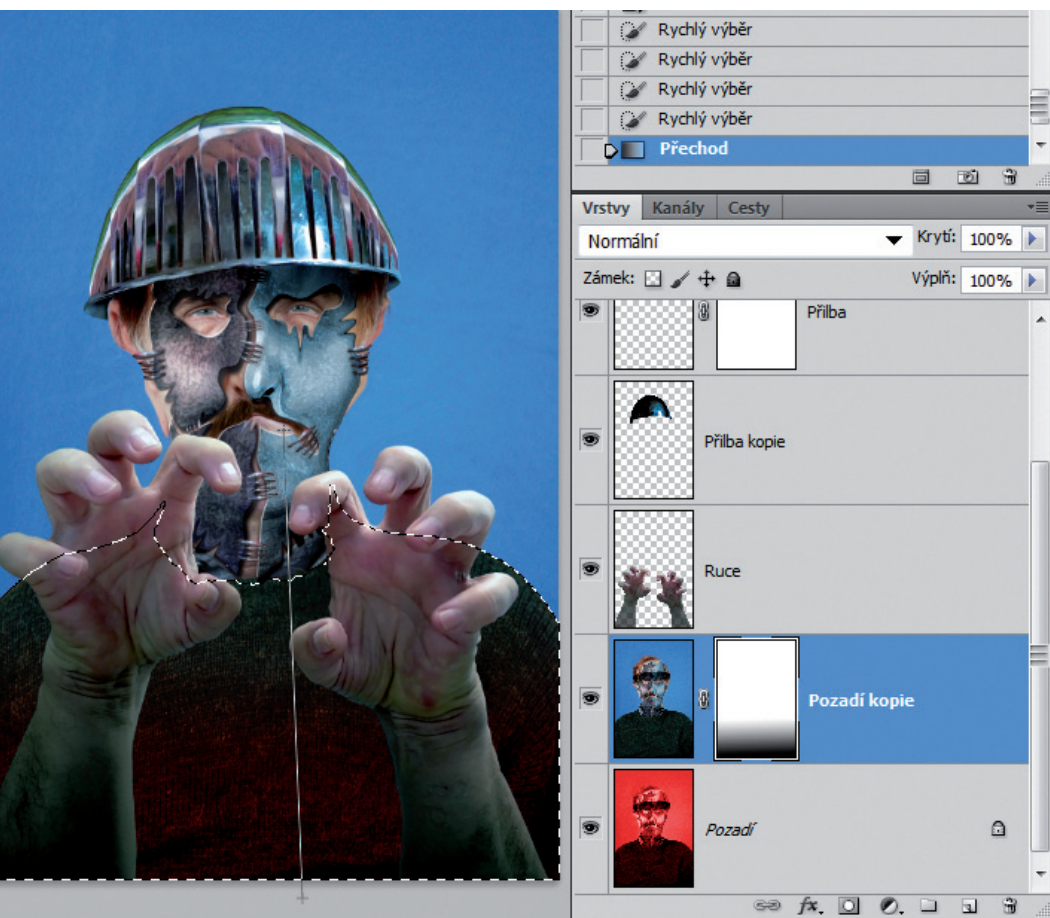 Rychlý výběr
Rychlý výběr
Rychlý výběr
Rychlý výběr
Přechod
Vrstvy Kanály Cesty
Normální Krytí: 100%
Zámek: Výplň: 100%
Přilba
Přilba kopie
Ruce
Pozadí kopie
Pozadí
fx.